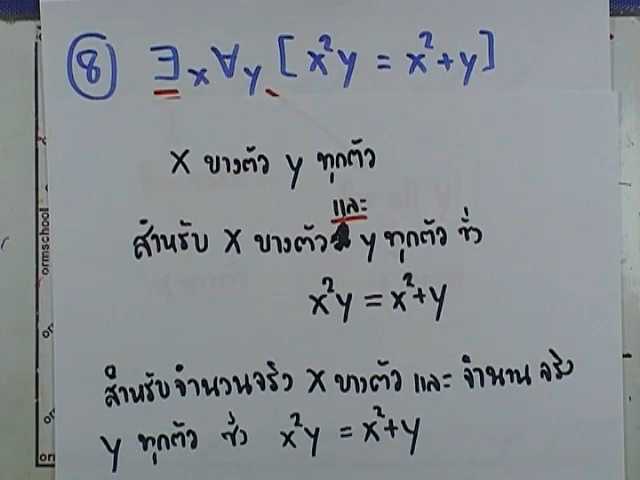 ⑧ ∃x∀y [x²y = x²+y]
x บางตัว y ทุกตัว
และ
สำหรับ x บางตัว y ทุกตัว ซึ่ง
x²y = x²+y
สำหรับจำนวนจริง x บางตัว และ จำนวน จริง
y ทุกตัว ซึ่ง x²y = x²+y
ormschool